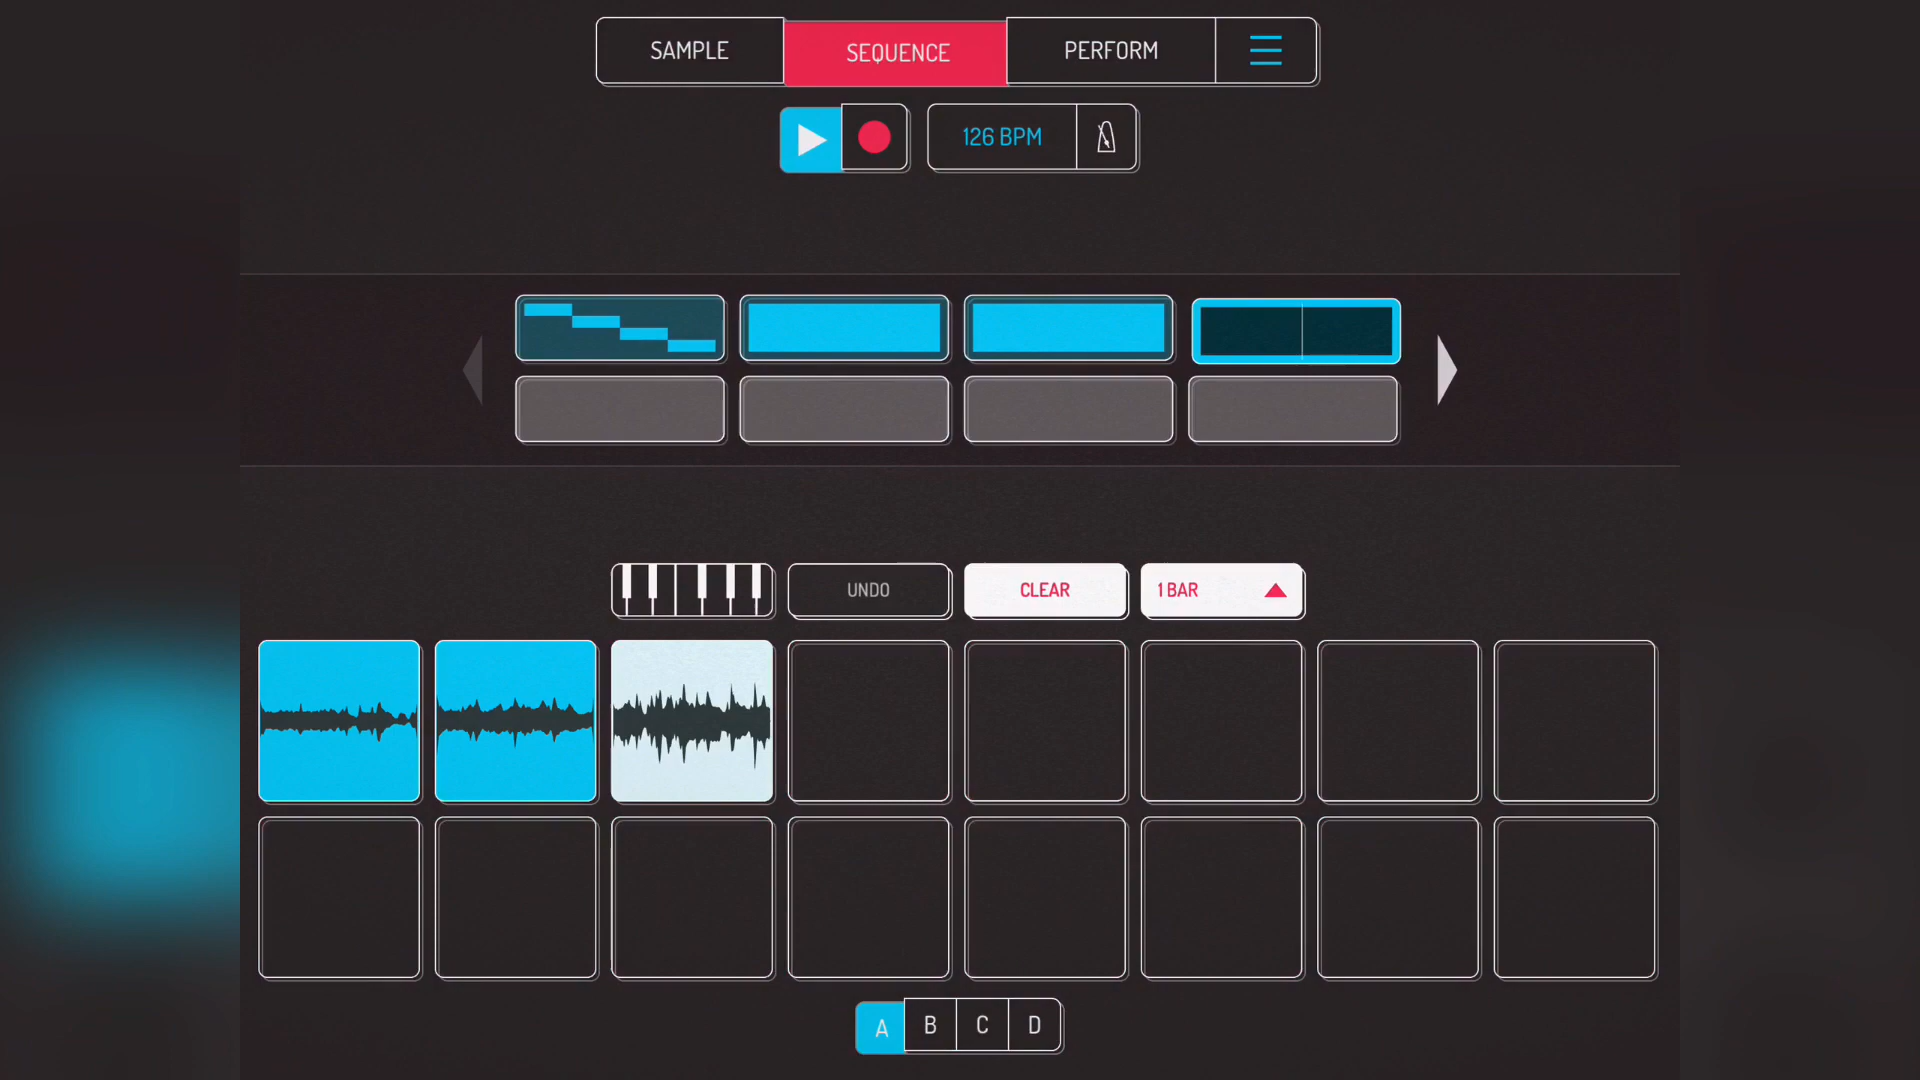 SAMPLE
SEQUENCE
PERFORM
126 BPM
UNDO
CLEAR
1 BAR
A
B
C
D